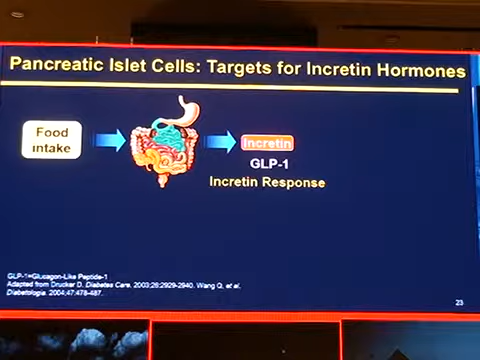 Pancreatic Islet Cells: Targets for Incretin Hormones
Food
intake
Incretin
GLP-1
Incretin Response
GLP-1=Glucagon-Like Peptide-1
Adapted from Drucker D. Diabetes Care. 2003;26:2929-2940. Wang Q, et al.
Diabetologia. 2004;47:478-487.
23